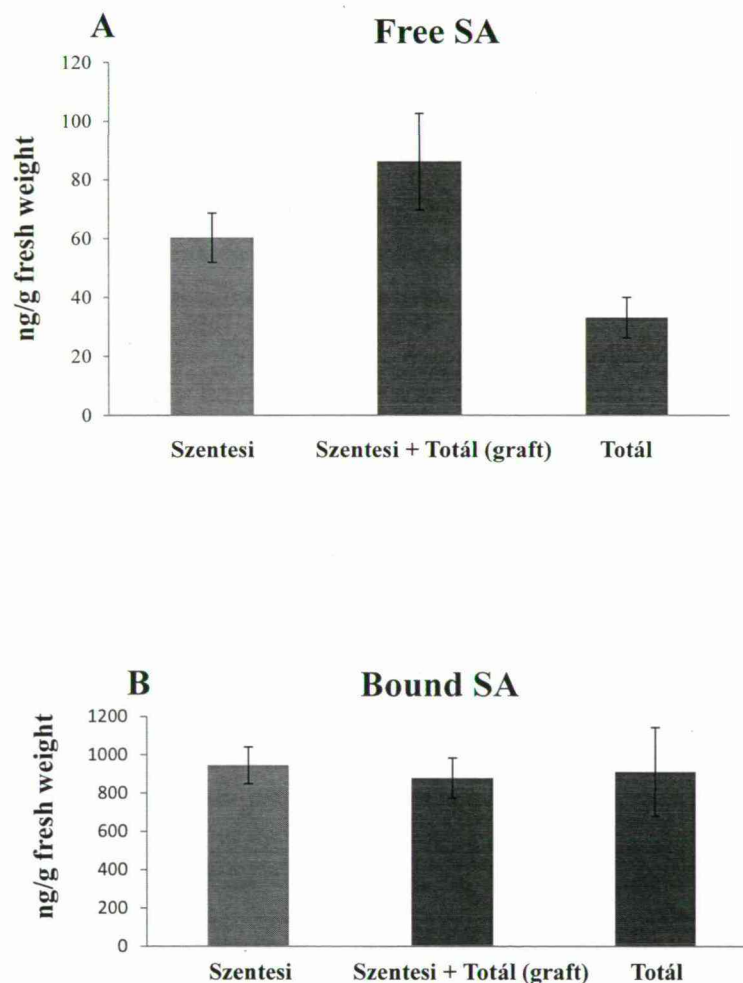 A
Free SA
120
100
80
60
40
20
0
ng/g fresh weight
Szentesi
Szentesi + Totál (graft)
Totál
B
Bound SA
1200
1000
800
600
400
200
0
ng/g fresh weight
Szentesi
Szentesi + Totál (graft)
Totál